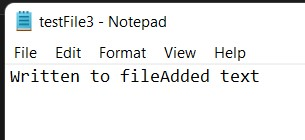 testFile3 - Notepad
File Edit Format View Help
Written to fileAdded text